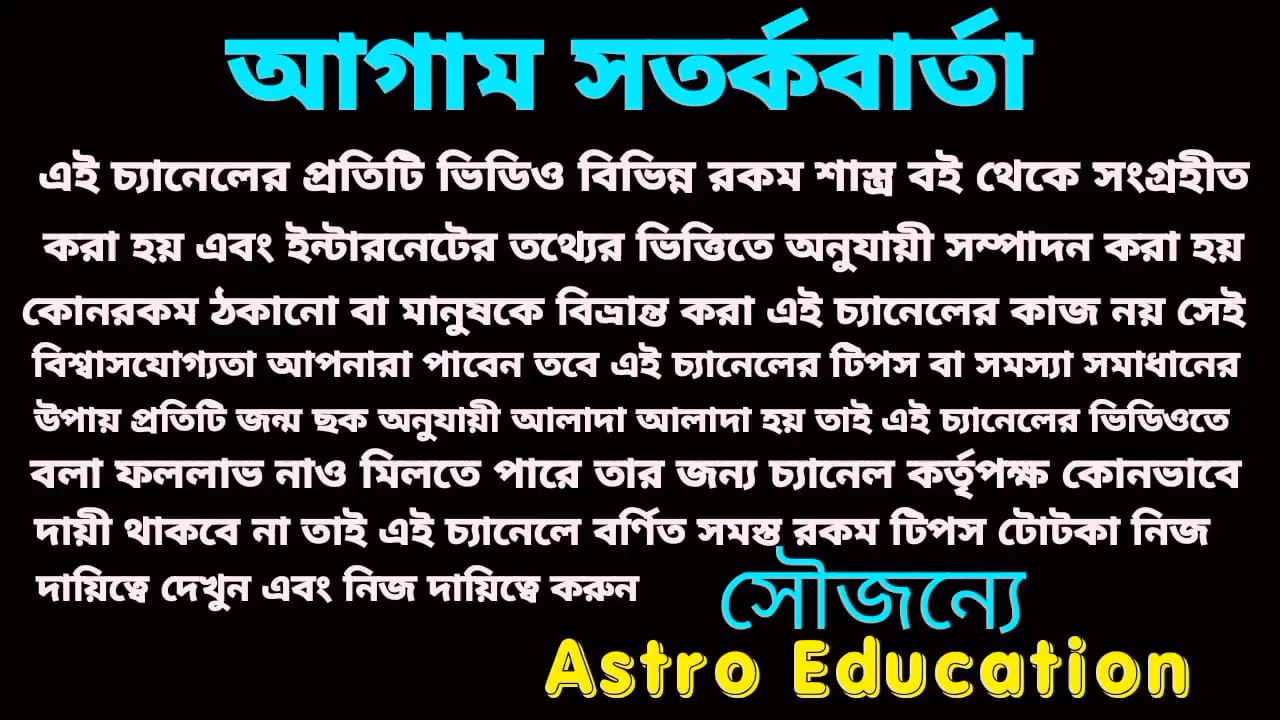 আগাম সতর্কবার্তা
এই চ্যানেলের প্রতিটি ভিডিও বিভিন্ন রকম শাস্ত্র বই থেকে সংগ্রহীত
করা হয় এবং ইন্টারনেটের তথ্যের ভিত্তিতে অনুযায়ী সম্পাদন করা হয়
কোনরকম ঠকানো বা মানুষকে বিভ্রান্ত করা এই চ্যানেলের কাজ নয় সেই
বিশ্বাসযোগ্যতা আপনারা পাবেন তবে এই চ্যানেলের টিপস বা সমস্যা সমাধানের
উপায় প্রতিটি জন্ম ছক অনুযায়ী আলাদা আলাদা হয় তাই এই চ্যানেলের ভিডিওতে
বলা ফললাভ নাও মিলতে পারে তার জন্য চ্যানেল কর্তৃপক্ষ কোনভাবে
দায়ী থাকবে না তাই এই চ্যানেলে বর্ণিত সমস্ত রকম টিপস টোটকা নিজ
দায়িত্বে দেখুন এবং নিজ দায়িত্বে করুন
সৌজন্যে
Astro Education